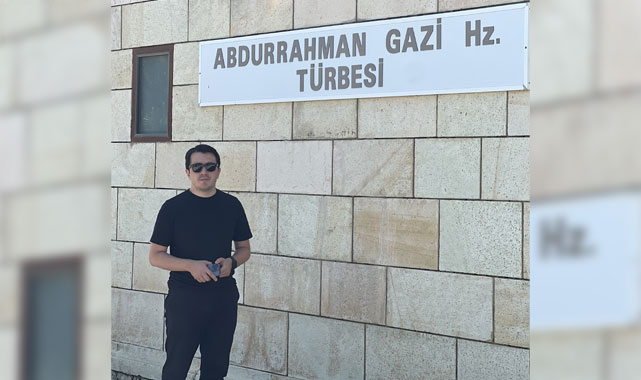 ABDURRAHMAN GAZİ Hz.
TÜRBESİ